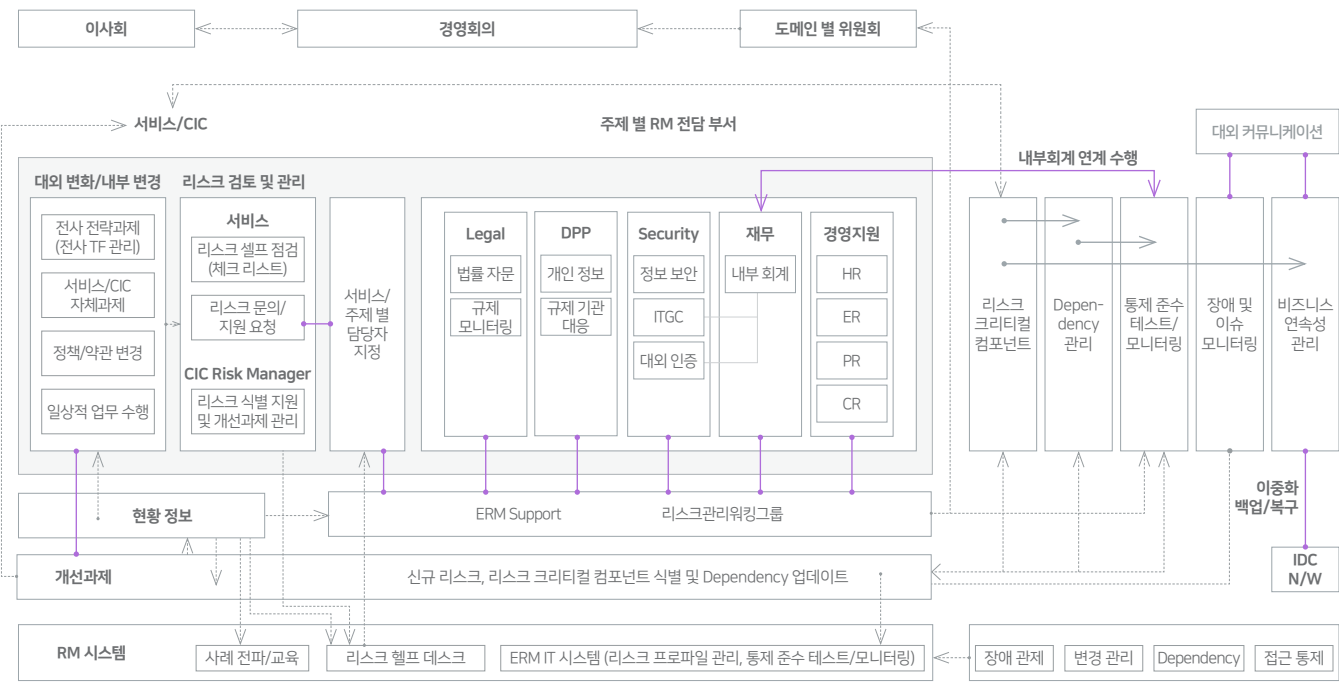 이사회
경영회의
도메인 별 위원회
서비스/CIC
주제 별 RM 전담 부서
대외 커뮤니케이션
내부회계 연계 수행
대외 변화/내부 변경
전사 전략과제
(전사 TF 관리)
서비스/CIC
자체과제
정책/약관 변경
일상적 업무 수행
리스크 검토 및 관리
서비스
리스크 셀프 점검
(체크 리스트)
리스크 문의/
지원 요청
CIC Risk Manager
리스크 식별 지원
및 개선과제 관리
서비스/
주제 별
담당자
지정
Legal
법률 자문
규제
모니터링
DPP
개인 정보
규제 기관
대응
Security
정보 보안
ITGC
대외 인증
재무
내부 회계
경영지원
HR
ER
PR
CR
리스크
크리티컬
컴포넌트
Depen-
dency
관리
통제 준수
테스트/
모니터링
장애 및
이슈
모니터링
비즈니스
연속성
관리
이중화
백업/복구
IDC
N/W
현황 정보
ERM Support
리스크관리워킹그룹
개선과제
신규 리스크, 리스크 크리티컬 컴포넌트 식별 및 Dependency 업데이트
RM 시스템
사례 전파/교육
리스크 헬프 데스크
ERM IT 시스템 (리스크 프로파일 관리, 통제 준수 테스트/모니터링)
장애 관제
변경 관리
Dependency
접근 통제